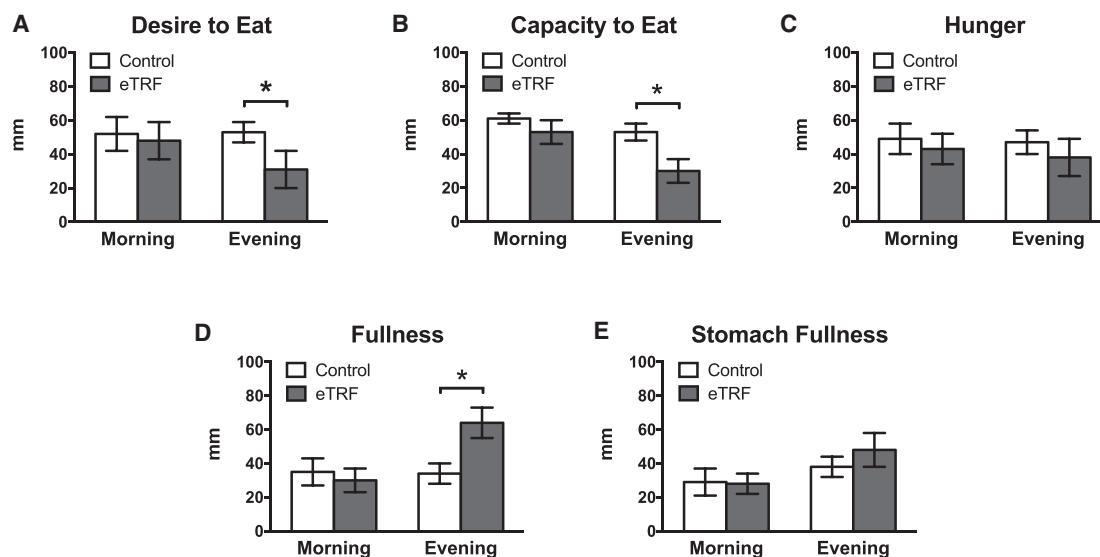 A Desire to Eat
100
80
60
40
20
0
mm
Control
eTRF
*
Morning Evening
B Capacity to Eat
100
80
60
40
20
0
mm
Control
eTRF
*
Morning Evening
C Hunger
100
80
60
40
20
0
mm
Control
eTRF
Morning Evening
D Fullness
100
80
60
40
20
0
mm
Control
eTRF
*
Morning Evening
E Stomach Fullness
100
80
60
40
20
0
mm
Control
eTRF
Morning Evening